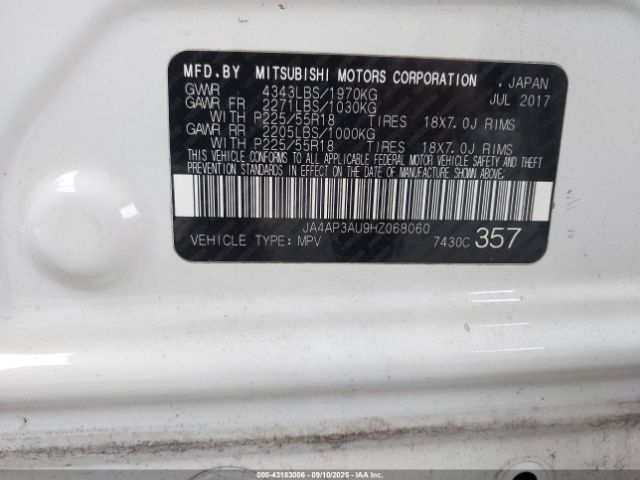 MFD.BY MITSUBISHI MOTORS CORPORATION , JAPAN
GVWR 4343LBS/1970KG JUL 2017
GAWR FR 2271LBS/1030KG
WITH P225/55R18 TIRES 18X7.0J RIMS
GAWR RR 2205LBS/1000KG
WITH P225/55R18 TIRES 18X7.0J RIMS
THIS VEHICLE CONFORMS TO ALL APPLICABLE FEDERAL MOTOR VEHICLE SAFETY AND THEFT
PREVENTION STANDARDS IN EFFECT ON THE DATE OF MANUFACTURE SHOWN ABOVE.
JA4AP3AU9HZ068060
VEHICLE TYPE: MPV 7430C 357
000-43183006 - 09/10/2025 - IAAI.COM